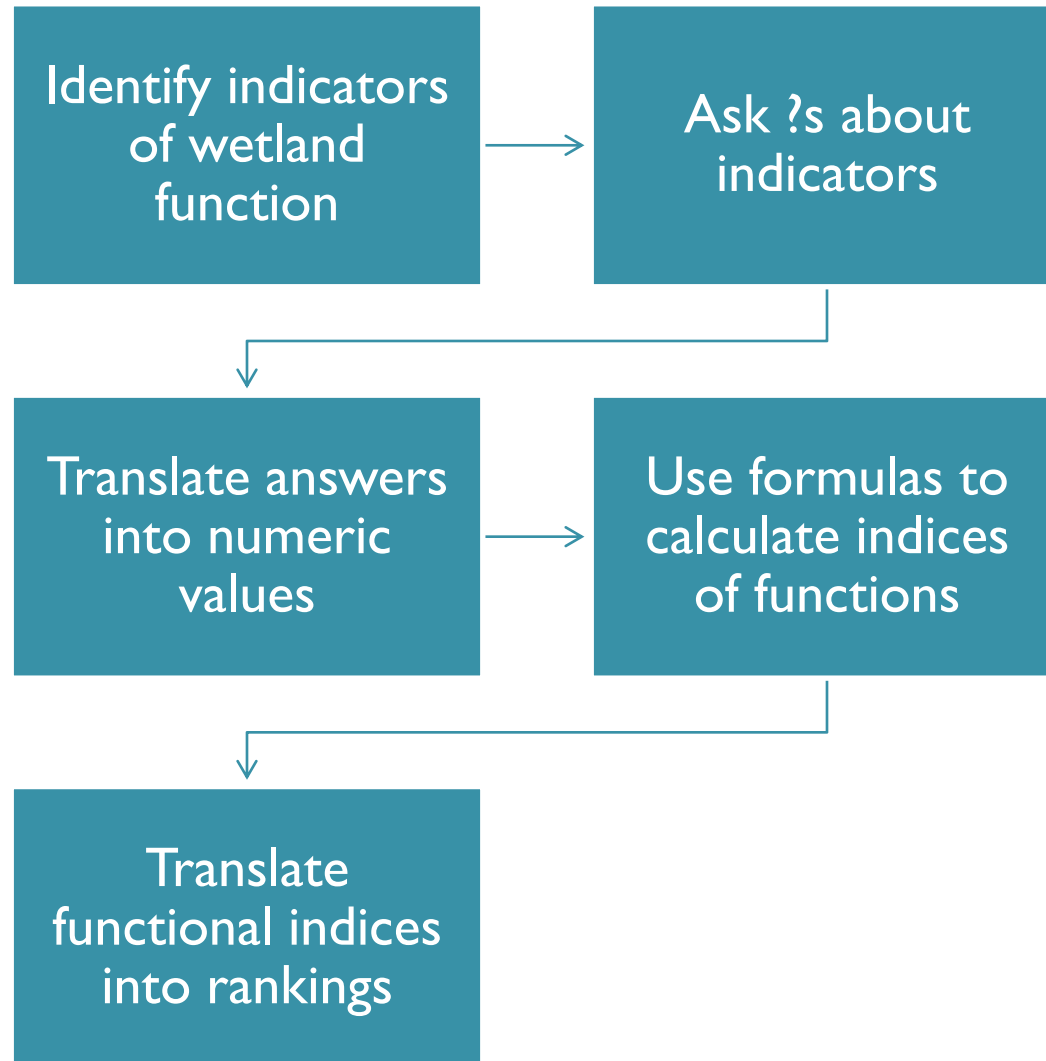 Identify indicators
of wetland
function
Ask ?s about
indicators
Translate answers
into numeric
values
Use formulas to
calculate indices
of functions
Translate
functional indices
into rankings